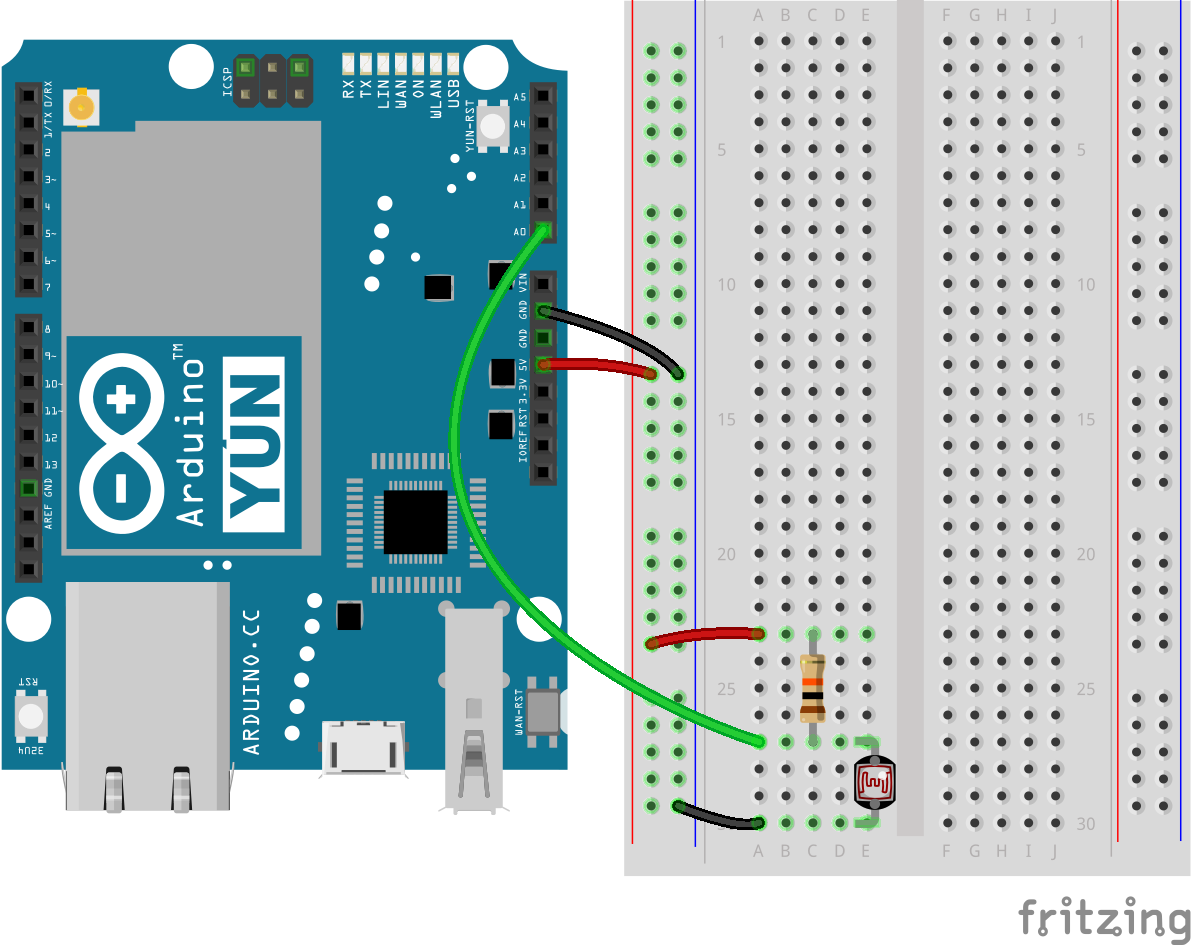 ICSP
RX
TX
LIN
WAN
ON
WLAN
USB
YUN-RST
0/RX
1/TX
2
3~
4
5~
6~
7
8
9~
10~
11~
12
13
GND
AREF
A5
A4
A3
A2
A1
A0
VIN
GND
GND
5V
3.3V
RST
IOREF
Arduino™
YÚN
ARDUINO.CC
RST
32U4
WAN-RST
A B C D E F G H I J
1 1
5 5
10 10
15 15
20 20
25 25
30 30
A B C D E F G H I J
fritzing